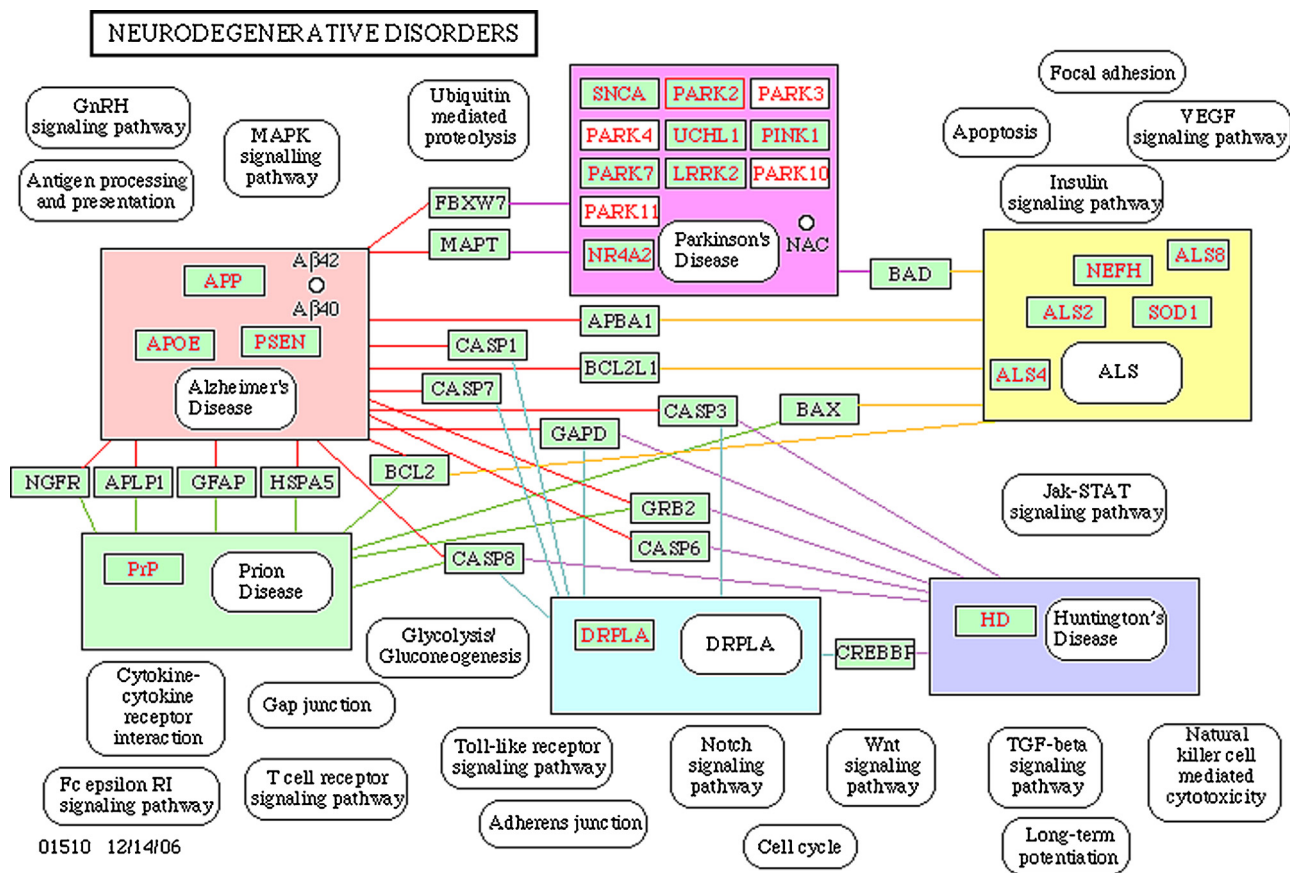 NEURODEGENERATIVE DISORDERS
GnRH
signaling pathway
MAPK
signalling
pathway
Antigen processing
and presentation
Ubiquitin
mediated
proteolysis
SNCA
PARK2
PARK3
PARK4
UCHL1
PINK1
PARK7
LRRK2
PARK10
PARK11
NR4A2
Parkinson's
Disease
NAC
Focal adhesion
Apoptosis
VEGF
signaling pathway
Insulin
signaling pathway
FBXW7
MAPT
BAD
APP
Aβ42
Aβ40
APOE
PSEN
Alzheimer's
Disease
NEFH
ALS8
ALS2
SOD1
ALS4
ALS
APBA1
CASP1
BCL2L1
CASP7
CASP3
BAX
GAPD
BCL2
NGFR
APLP1
GFAP
HSPA5
GRB2
CASP6
CASP8
Jak-STAT
signaling pathway
PrP
Prion
Disease
DRPLA
DRPLA
CREBBP
HD
Huntington's
Disease
Glycolysis/
Gluconeogenesis
Cytokine-
cytokine
receptor
interaction
Gap junction
Fc epsilon RI
signaling pathway
T cell receptor
signaling pathway
Toll-like receptor
signaling pathway
Adherens junction
Notch
signaling
pathway
Cell cycle
Wnt
signaling
pathway
TGF-beta
signaling
pathway
Long-term
potentiation
Natural
killer cell
mediated
cytotoxicity
01510 12/14/06